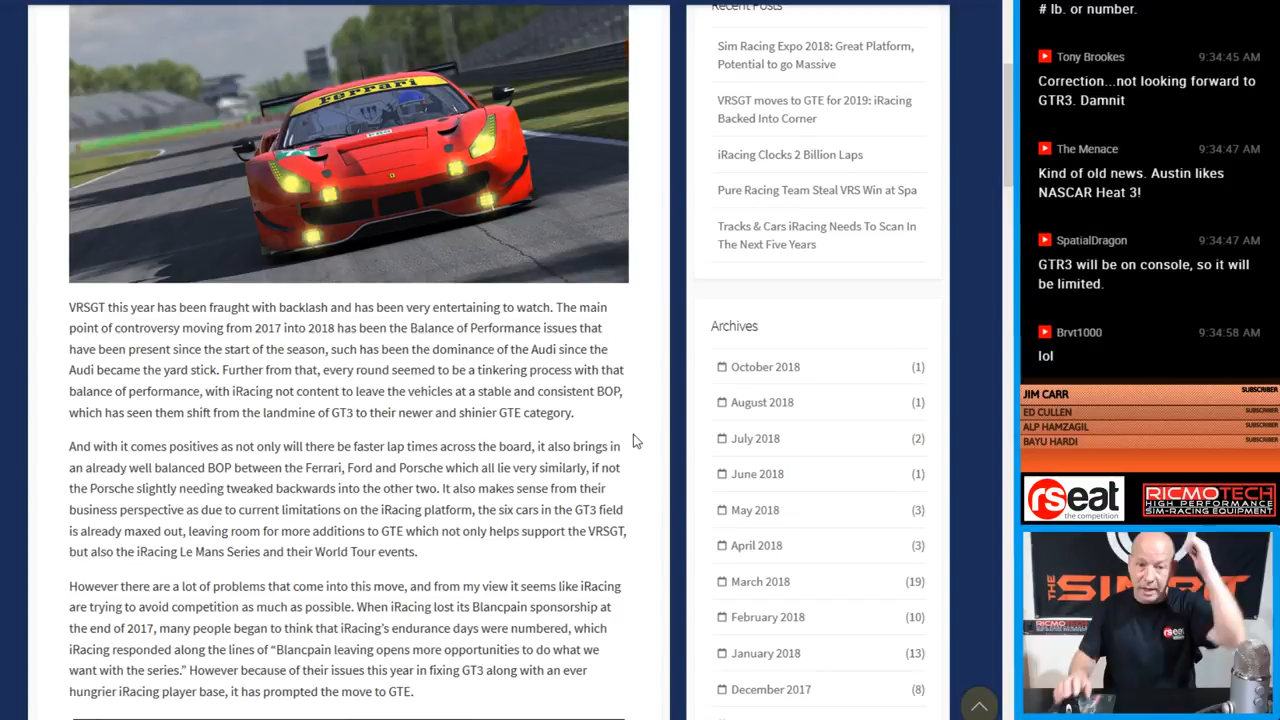 Ferrari
VRSGT this year has been fraught with backlash and has been very entertaining to watch. The main
point of controversy moving from 2017 into 2018 has been the Balance of Performance issues that
have been present since the start of the season, such has been the dominance of the Audi since the
Audi became the yard stick. Further from that, every round seemed to be a tinkering process with that
balance of performance, with iRacing not content to leave the vehicles at a stable and consistent BOP,
which has seen them shift from the landmine of GT3 to their newer and shinier GTE category.
And with it comes positives as not only will there be faster lap times across the board, it also brings in
an already well balanced BOP between the Ferrari, Ford and Porsche which all lie very similarly, if not
the Porsche slightly needing tweaked backwards into the other two. It also makes sense from their
business perspective as due to current limitations on the iRacing platform, the six cars in the GT3 field
is already maxed out, leaving room for more additions to GTE which not only helps support the VRSGT,
but also the iRacing Le Mans Series and their World Tour events.
However there are a lot of problems that come into this move, and from my view it seems like iRacing
are trying to avoid competition as much as possible. When iRacing lost its Blancpain sponsorship at
the end of 2017, many people began to think that iRacing's endurance days were numbered, which
iRacing responded along the lines of "Blancpain leaving opens more opportunities to do what we
want with the series." However because of their issues this year in fixing GT3 along with an ever
hungrier iRacing player base, it has prompted the move to GTE.
Recent Posts
Sim Racing Expo 2018: Great Platform,
Potential to go Massive
VRSGT moves to GTE for 2019: iRacing
Backed Into Corner
iRacing Clocks 2 Billion Laps
Pure Racing Team Steal VRS Win at Spa
Tracks & Cars iRacing Needs To Scan In
The Next Five Years
Archives
October 2018 (1)
August 2018 (1)
July 2018 (2)
June 2018 (1)
May 2018 (3)
April 2018 (3)
March 2018 (19)
February 2018 (10)
January 2018 (13)
December 2017 (8)
# lb. or number.
Tony Brookes 9:34:45 AM
Correction...not looking forward to
GTR3. Damnit
The Menace 9:34:47 AM
Kind of old news. Austin likes
NASCAR Heat 3!
SpatialDragon 9:34:47 AM
GTR3 will be on console, so it will
be limited.
Brvt1000 9:34:58 AM
lol
JIM CARR SUBSCRIBER
ED CULLEN SUBSCRIBER
ALP HAMZAGIL SUBSCRIBER
BAYU HARDI SUBSCRIBER
rseat
the competition
RICMOTECH
HIGH PERFORMANCE
SIM-RACING EQUIPMENT
THE SIMPIT
RICMOTECH
rseat